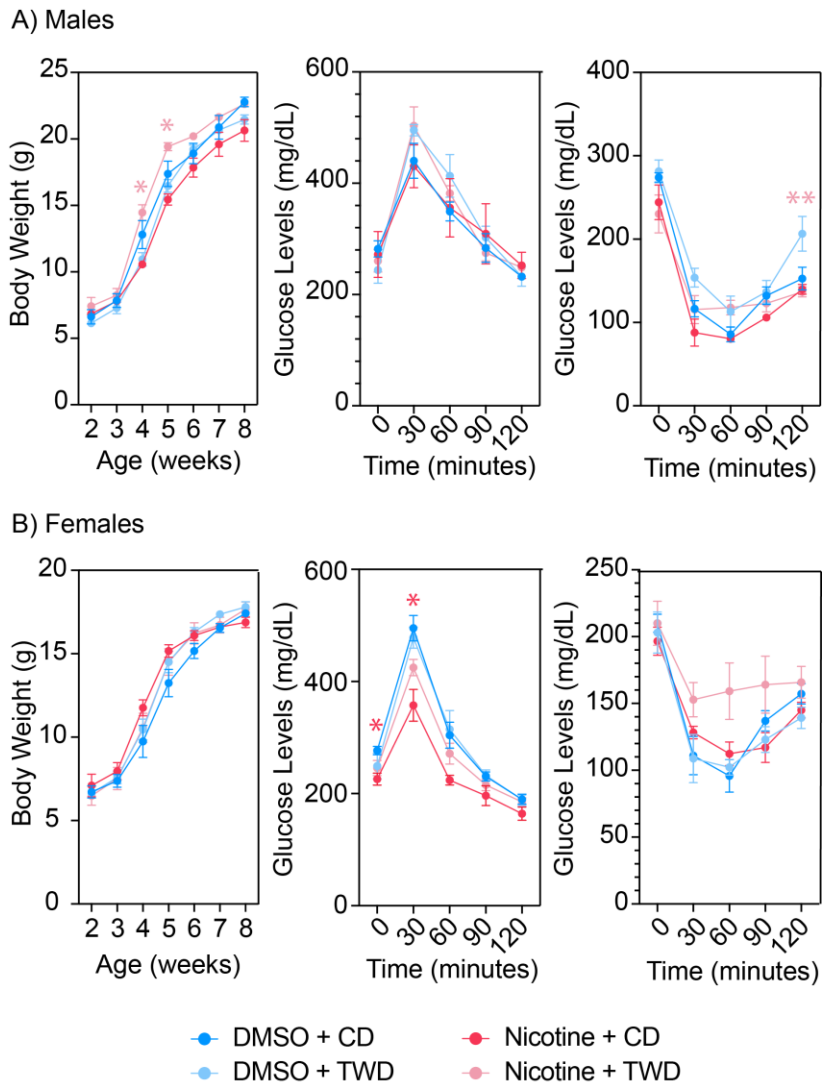 A) Males
Body Weight (g)
25
20
15
10
5
0
2 3 4 5 6 7 8
Age (weeks)
*
*
Glucose Levels (mg/dL)
600
400
200
0
0 30 60 90 120
Time (minutes)
Glucose Levels (mg/dL)
400
300
200
100
0
0 30 60 90 120
Time (minutes)
**
B) Females
Body Weight (g)
20
15
10
5
0
2 3 4 5 6 7 8
Age (weeks)
Glucose Levels (mg/dL)
600
400
200
0
0 30 60 90 120
Time (minutes)
*
*
Glucose Levels (mg/dL)
250
200
150
100
50
0
0 30 60 90 120
Time (minutes)
DMSO + CD
Nicotine + CD
DMSO + TWD
Nicotine + TWD